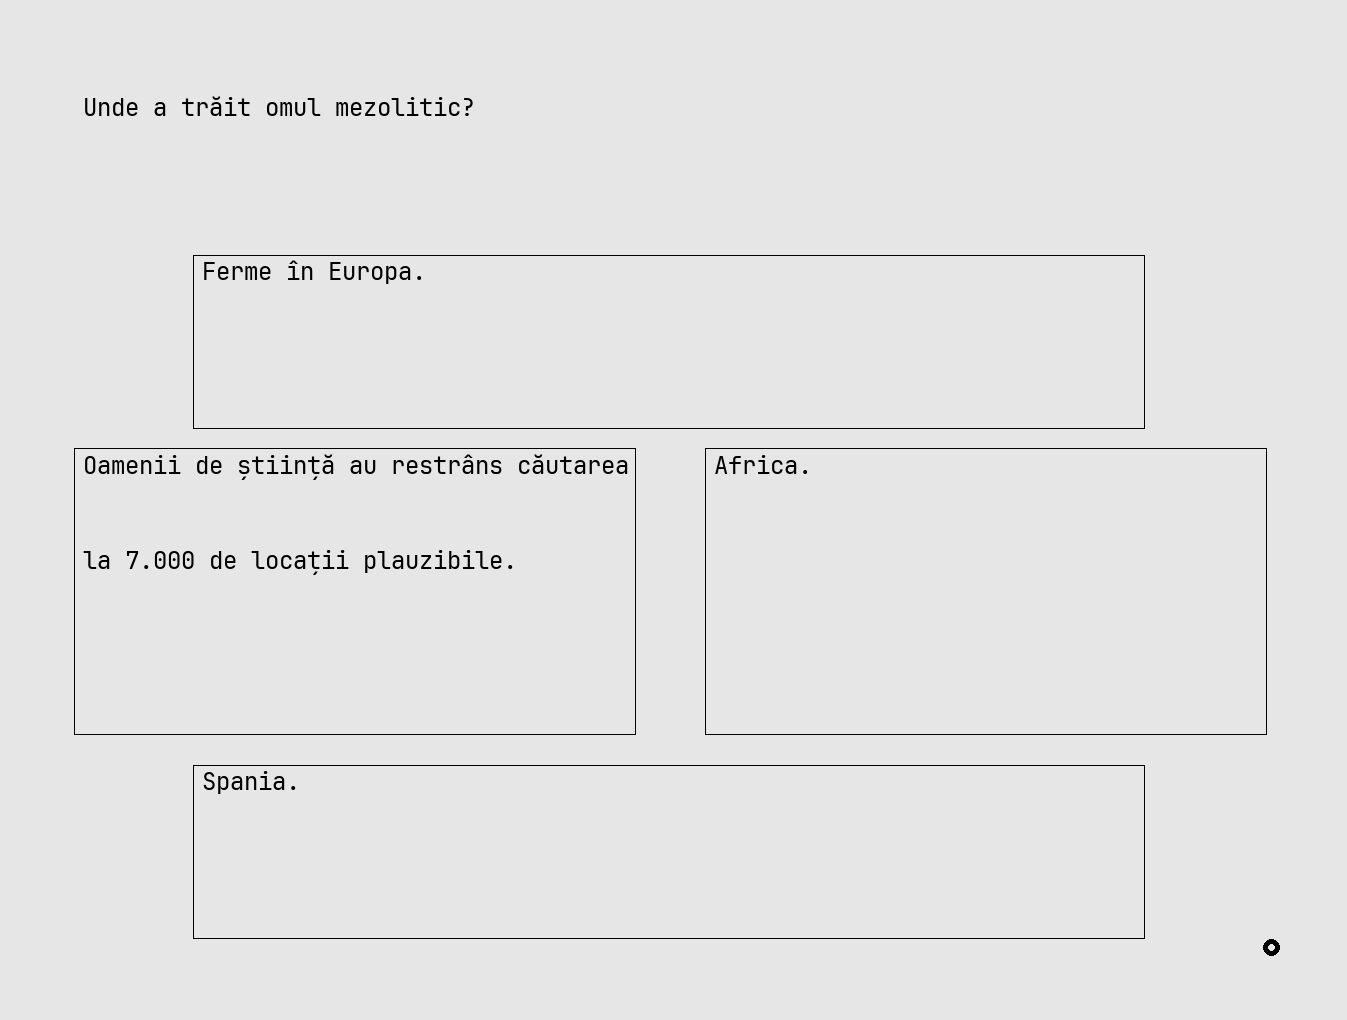 Unde a trăit omul mezolitic?
Ferme în Europa.
Oamenii de știință au restrâns căutarea
la 7.000 de locații plauzibile.
Africa.
Spania.